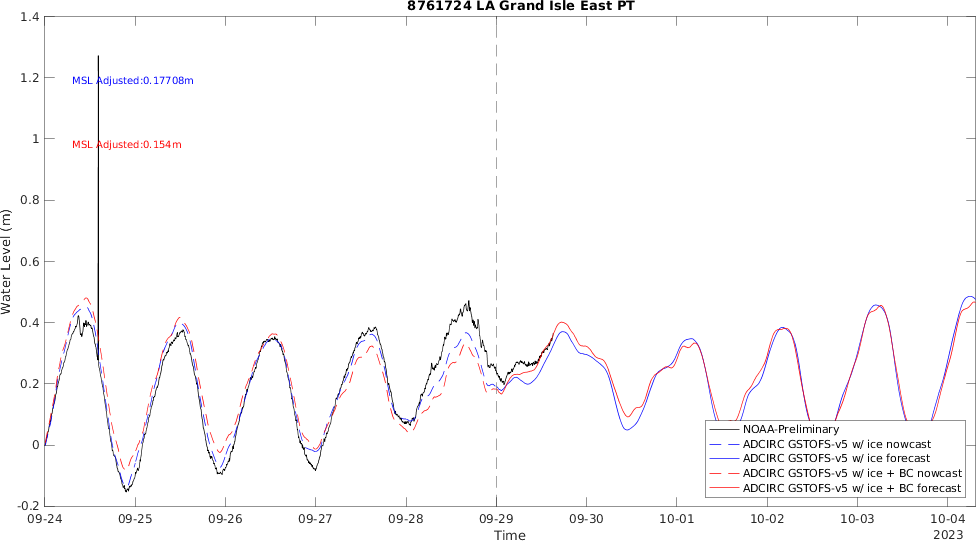 8761724 LA Grand Isle East PT
1.4
1.2
1
0.8
0.6
0.4
0.2
0
-0.2
Water Level (m)
MSL Adjusted:0.17708m
MSL Adjusted:0.154m
NOAA-Preliminary
ADCIRC GSTOFS-v5 w/ ice nowcast
ADCIRC GSTOFS-v5 w/ ice forecast
ADCIRC GSTOFS-v5 w/ ice + BC nowcast
ADCIRC GSTOFS-v5 w/ ice + BC forecast
09-24 09-25 09-26 09-27 09-28 09-29 09-30 10-01 10-02 10-03 10-04
Time
2023